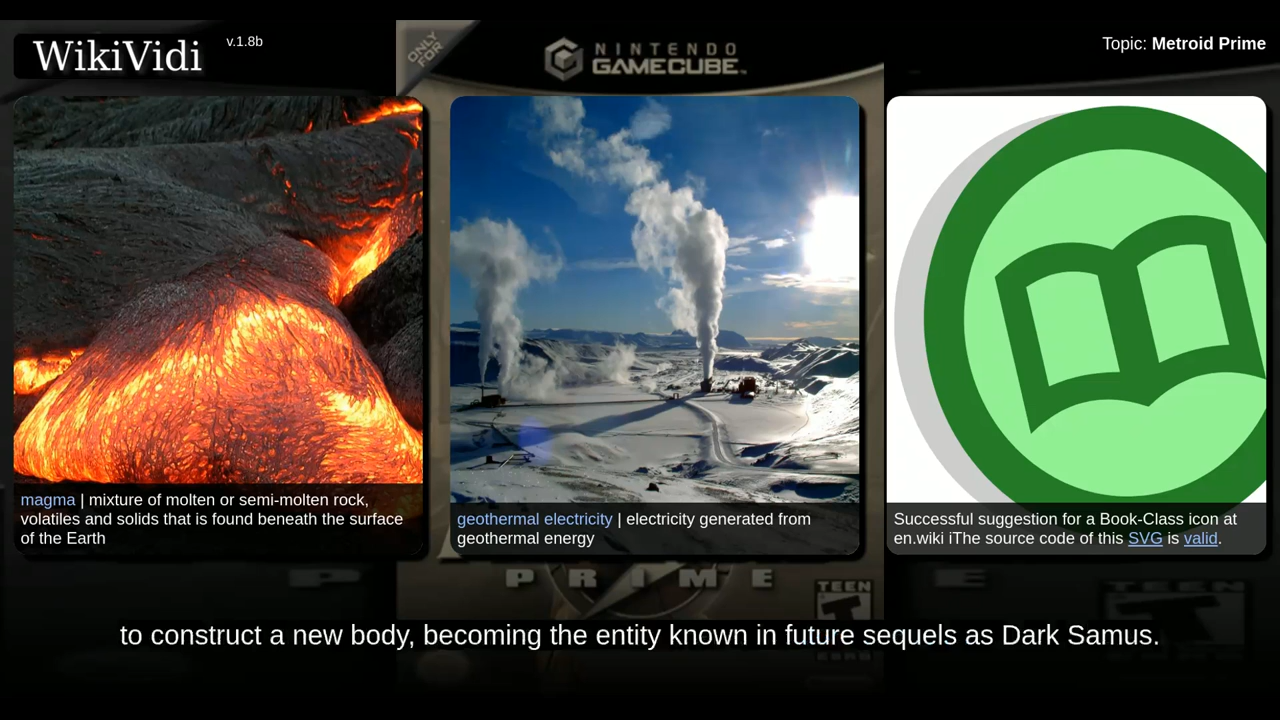 WikiVidi
v.1.8b
ONLY
FOR
NINTENDO
GAMECUBE™
Topic: Metroid Prime
magma | mixture of molten or semi-molten rock,
volatiles and solids that is found beneath the surface
of the Earth
geothermal electricity | electricity generated from
geothermal energy
Successful suggestion for a Book-Class icon at
en.wiki iThe source code of this SVG is valid.
P PRIME E
TEEN
T
TEEN
to construct a new body, becoming the entity known in future sequels as Dark Samus.